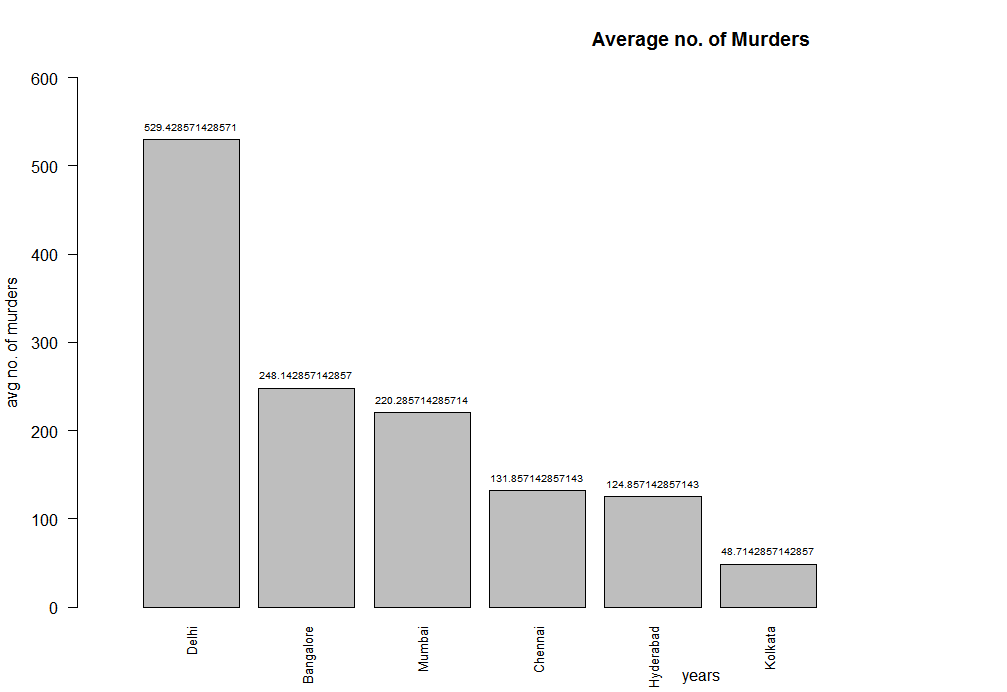 Average no. of Murders
avg no. of murders
600
500
400
300
200
100
0
529.428571428571
248.142857142857
220.285714285714
131.857142857143
124.857142857143
48.7142857142857
Delhi
Bangalore
Mumbai
Chennai
Hyderabad
Kolkata
years